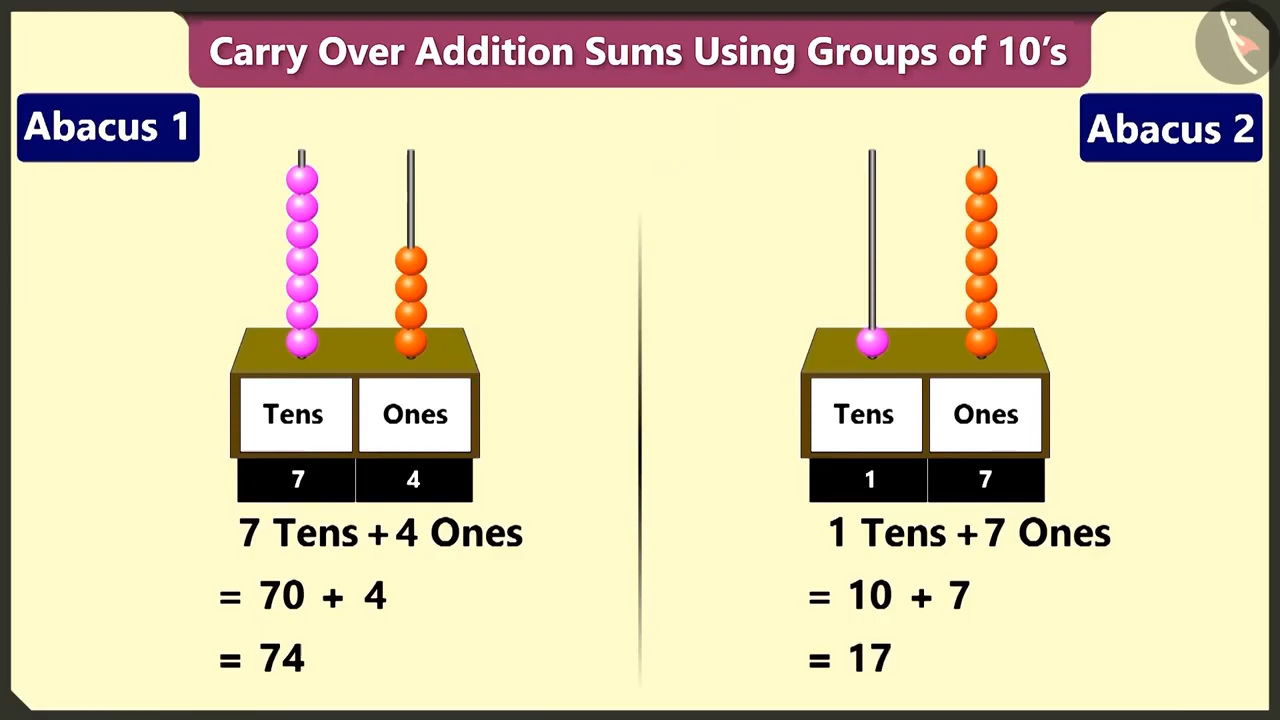 Carry Over Addition Sums Using Groups of 10’s
Abacus 1
Tens Ones
7 4
7 Tens + 4 Ones
= 70 + 4
= 74
Abacus 2
Tens Ones
1 7
1 Tens + 7 Ones
= 10 + 7
= 17